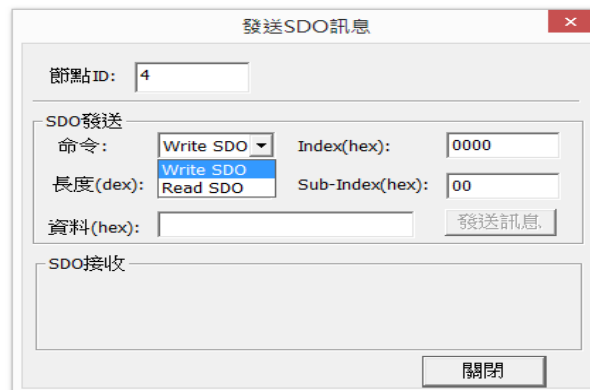 發送SDO訊息
節點ID: 4
SDO發送
命令: Write SDO Index(hex): 0000
Write SDO
長度(dex): Read SDO Sub-Index(hex): 00
資料(hex): 發送訊息.
SDO接收
關閉